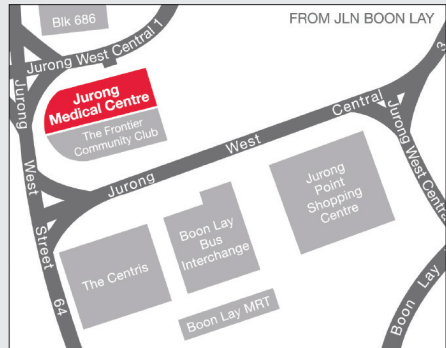 Blk 686
FROM JLN BOON LAY
Jurong West Central 1
Jurong
Medical Centre
The Frontier
Community Club
Jurong West Street 64
Jurong West Central 3
Jurong West Central
Jurong
Point
Shopping
Centre
Boon Lay
Bus
Interchange
The Centris
Boon Lay MRT
Boon Lay